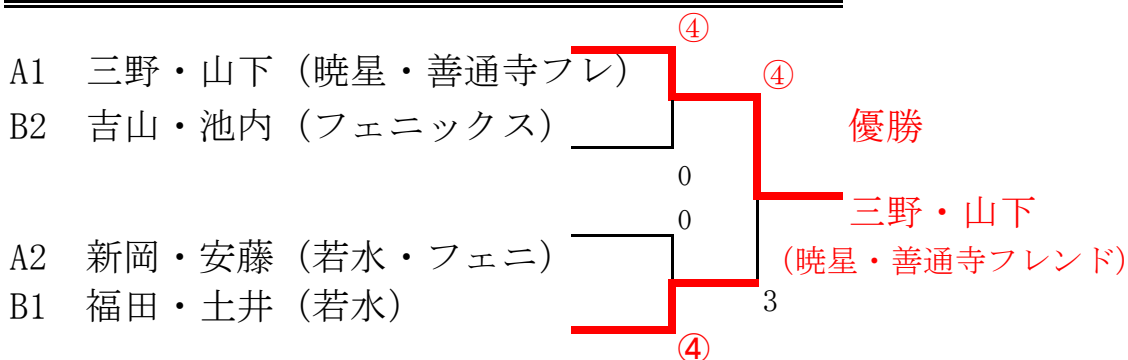 ④
A1 三野・山下（暁星・善通寺フレ）
④
B2 吉山・池内（フェニックス）
優勝
0
0
三野・山下
A2 新岡・安藤（若水・フェニ）
（暁星・善通寺フレンド）
B1 福田・土井（若水）
3
④